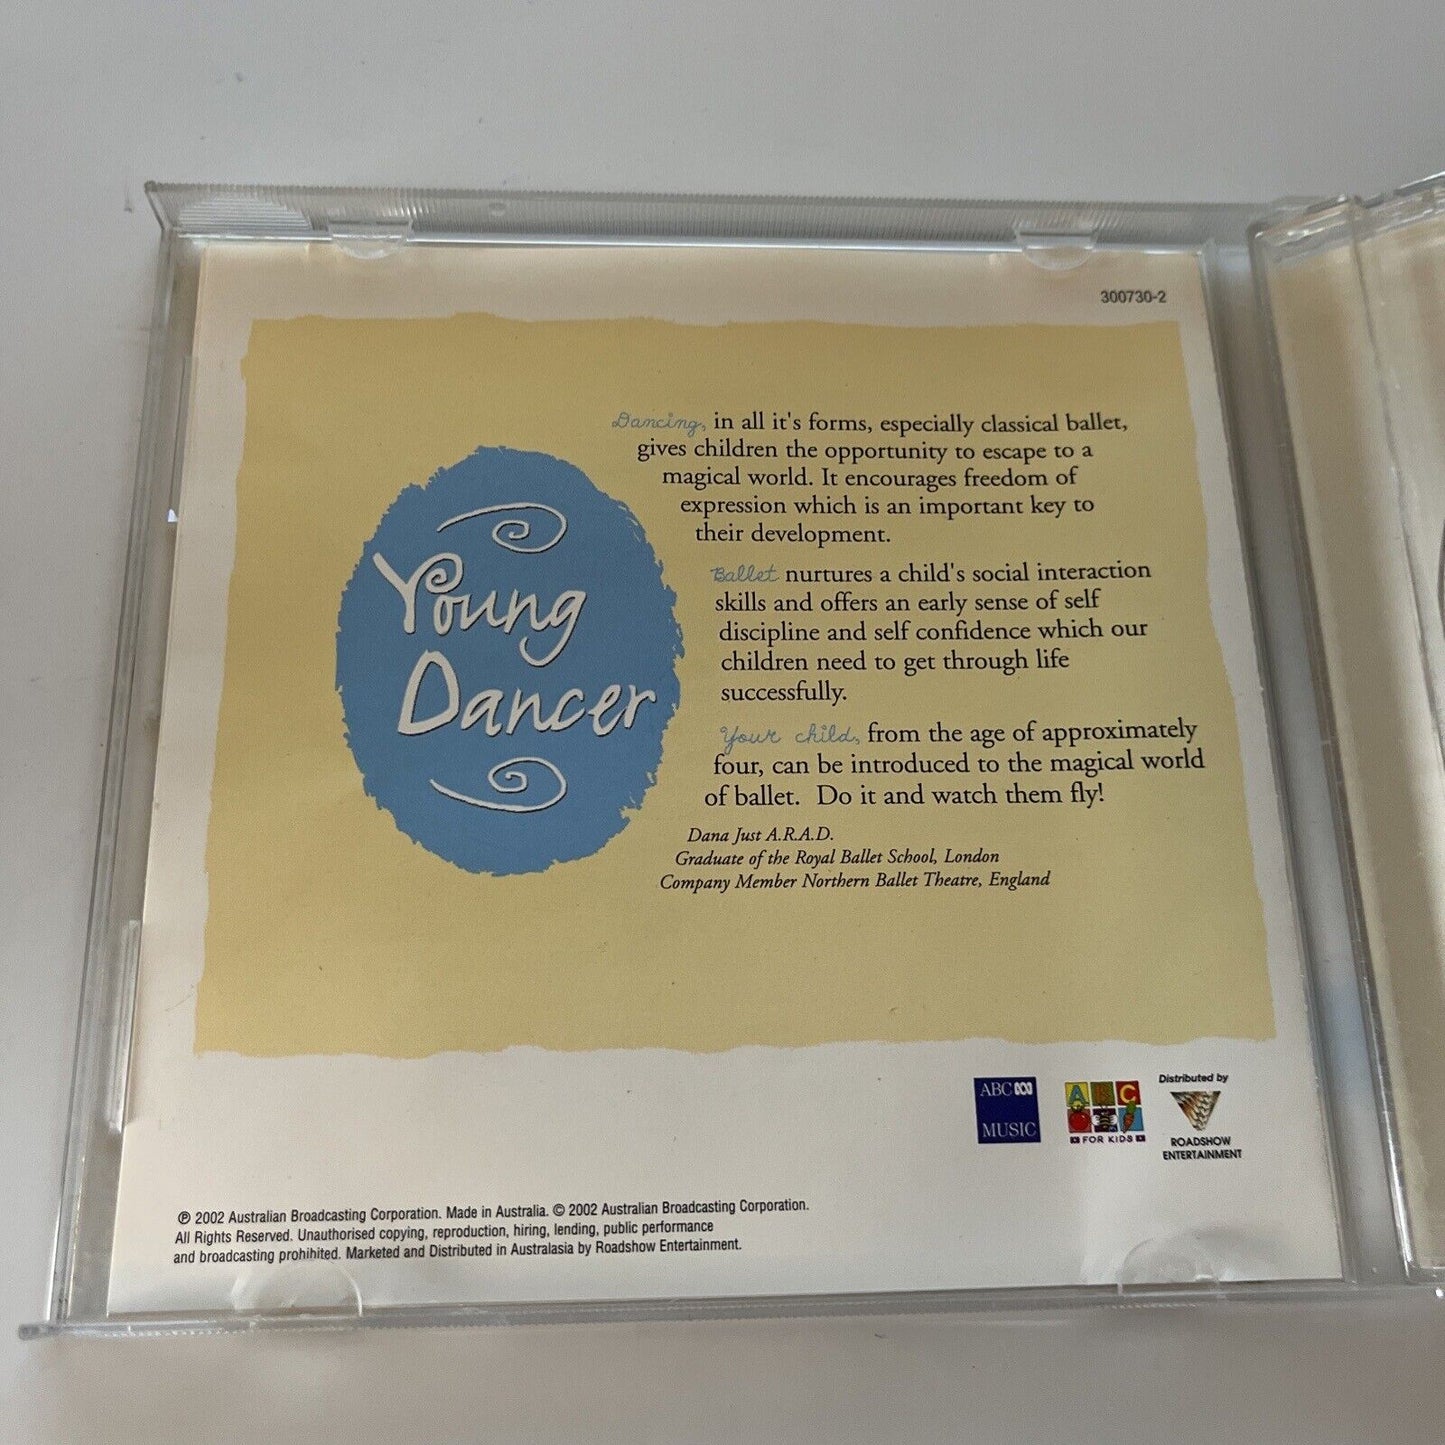 300730-2
Young
Dancer
Dancing, in all it's forms, especially classical ballet,
gives children the opportunity to escape to a
magical world. It encourages freedom of
expression which is an important key to
their development.
Ballet nurtures a child's social interaction
skills and offers an early sense of self
discipline and self confidence which our
children need to get through life
successfully.
Your child, from the age of approximately
four, can be introduced to the magical world
of ballet. Do it and watch them fly!
Dana Just A.R.A.D.
Graduate of the Royal Ballet School, London
Company Member Northern Ballet Theatre, England
ABC
MUSIC
ABC
FOR KIDS
Distributed by
ROADSHOW
ENTERTAINMENT
℗ 2002 Australian Broadcasting Corporation. Made in Australia. © 2002 Australian Broadcasting Corporation.
All Rights Reserved. Unauthorised copying, reproduction, hiring, lending, public performance
and broadcasting prohibited. Marketed and Distributed in Australasia by Roadshow Entertainment.